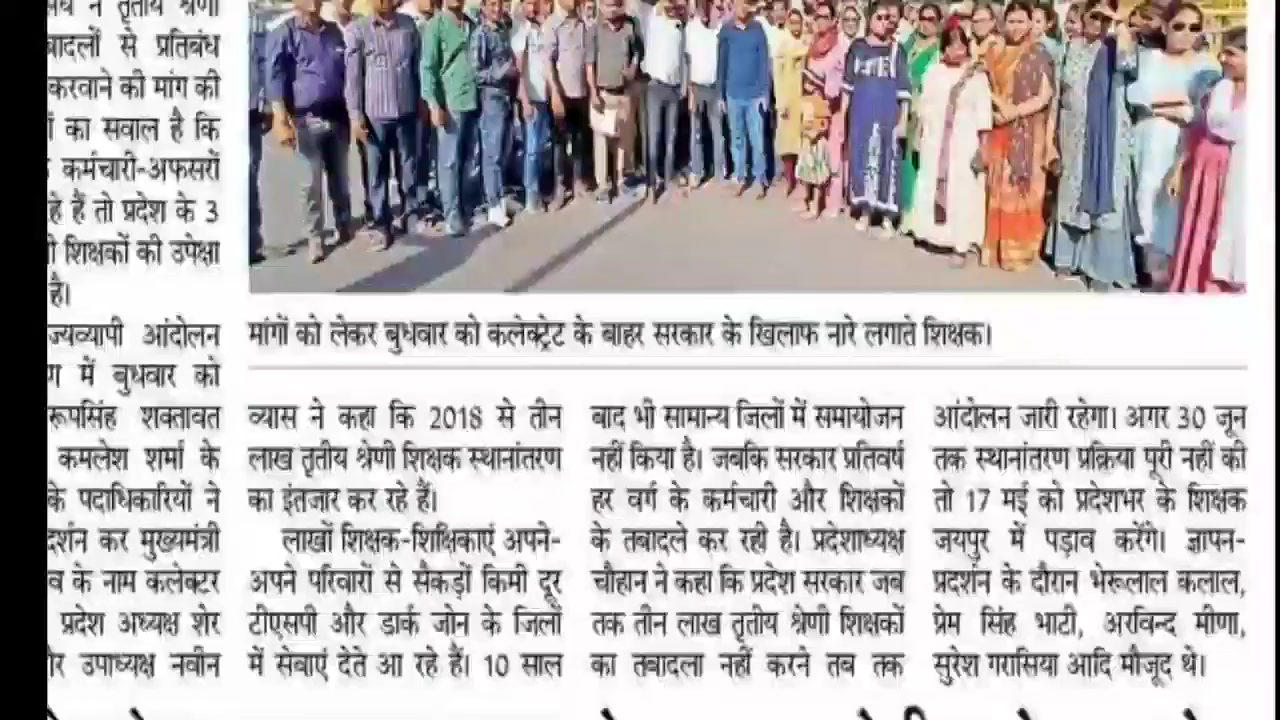 संघ ने तृतीय श्रेणी
बादलों से प्रतिबंध
करवाने की मांग की
का सवाल है कि
कर्मचारी-अफसरों
हे हैं तो प्रदेश के 3
शिक्षकों की उपेक्षा
है।
ज्यव्यापी आंदोलन
में बुधवार को
रूपसिंह शक्तावत
कमलेश शर्मा के
के पदाधिकारियों ने
दर्शन कर मुख्यमंत्री
व के नाम कलेक्टर
प्रदेश अध्यक्ष शेर
उपाध्यक्ष नवीन
मांगों को लेकर बुधवार को कलेक्ट्रेट के बाहर सरकार के खिलाफ नारे लगाते शिक्षक।
व्यास ने कहा कि 2018 से तीन
लाख तृतीय श्रेणी शिक्षक स्थानांतरण
का इंतजार कर रहे हैं।
लाखों शिक्षक-शिक्षिकाएं अपने-
अपने परिवारों से सैकड़ों किमी दूर
टीएसपी और डार्क जोन के जिलों
में सेवाएं देते आ रहे हैं। 10 साल
बाद भी सामान्य जिलों में समायोजन
नहीं किया है। जबकि सरकार प्रतिवर्ष
हर वर्ग के कर्मचारी और शिक्षकों
के तबादले कर रही है। प्रदेशाध्यक्ष
चौहान ने कहा कि प्रदेश सरकार जब
तक तीन लाख तृतीय श्रेणी शिक्षकों
का तबादला नहीं करने तब तक
आंदोलन जारी रहेगा। अगर 30 जून
तक स्थानांतरण प्रक्रिया पूरी नहीं की
तो 17 मई को प्रदेशभर के शिक्षक
जयपुर में पड़ाव करेंगे। ज्ञापन-
प्रदर्शन के दौरान भेरूलाल कलाल,
प्रेम सिंह भाटी, अरविन्द मीणा,
सुरेश गरासिया आदि मौजूद थे।